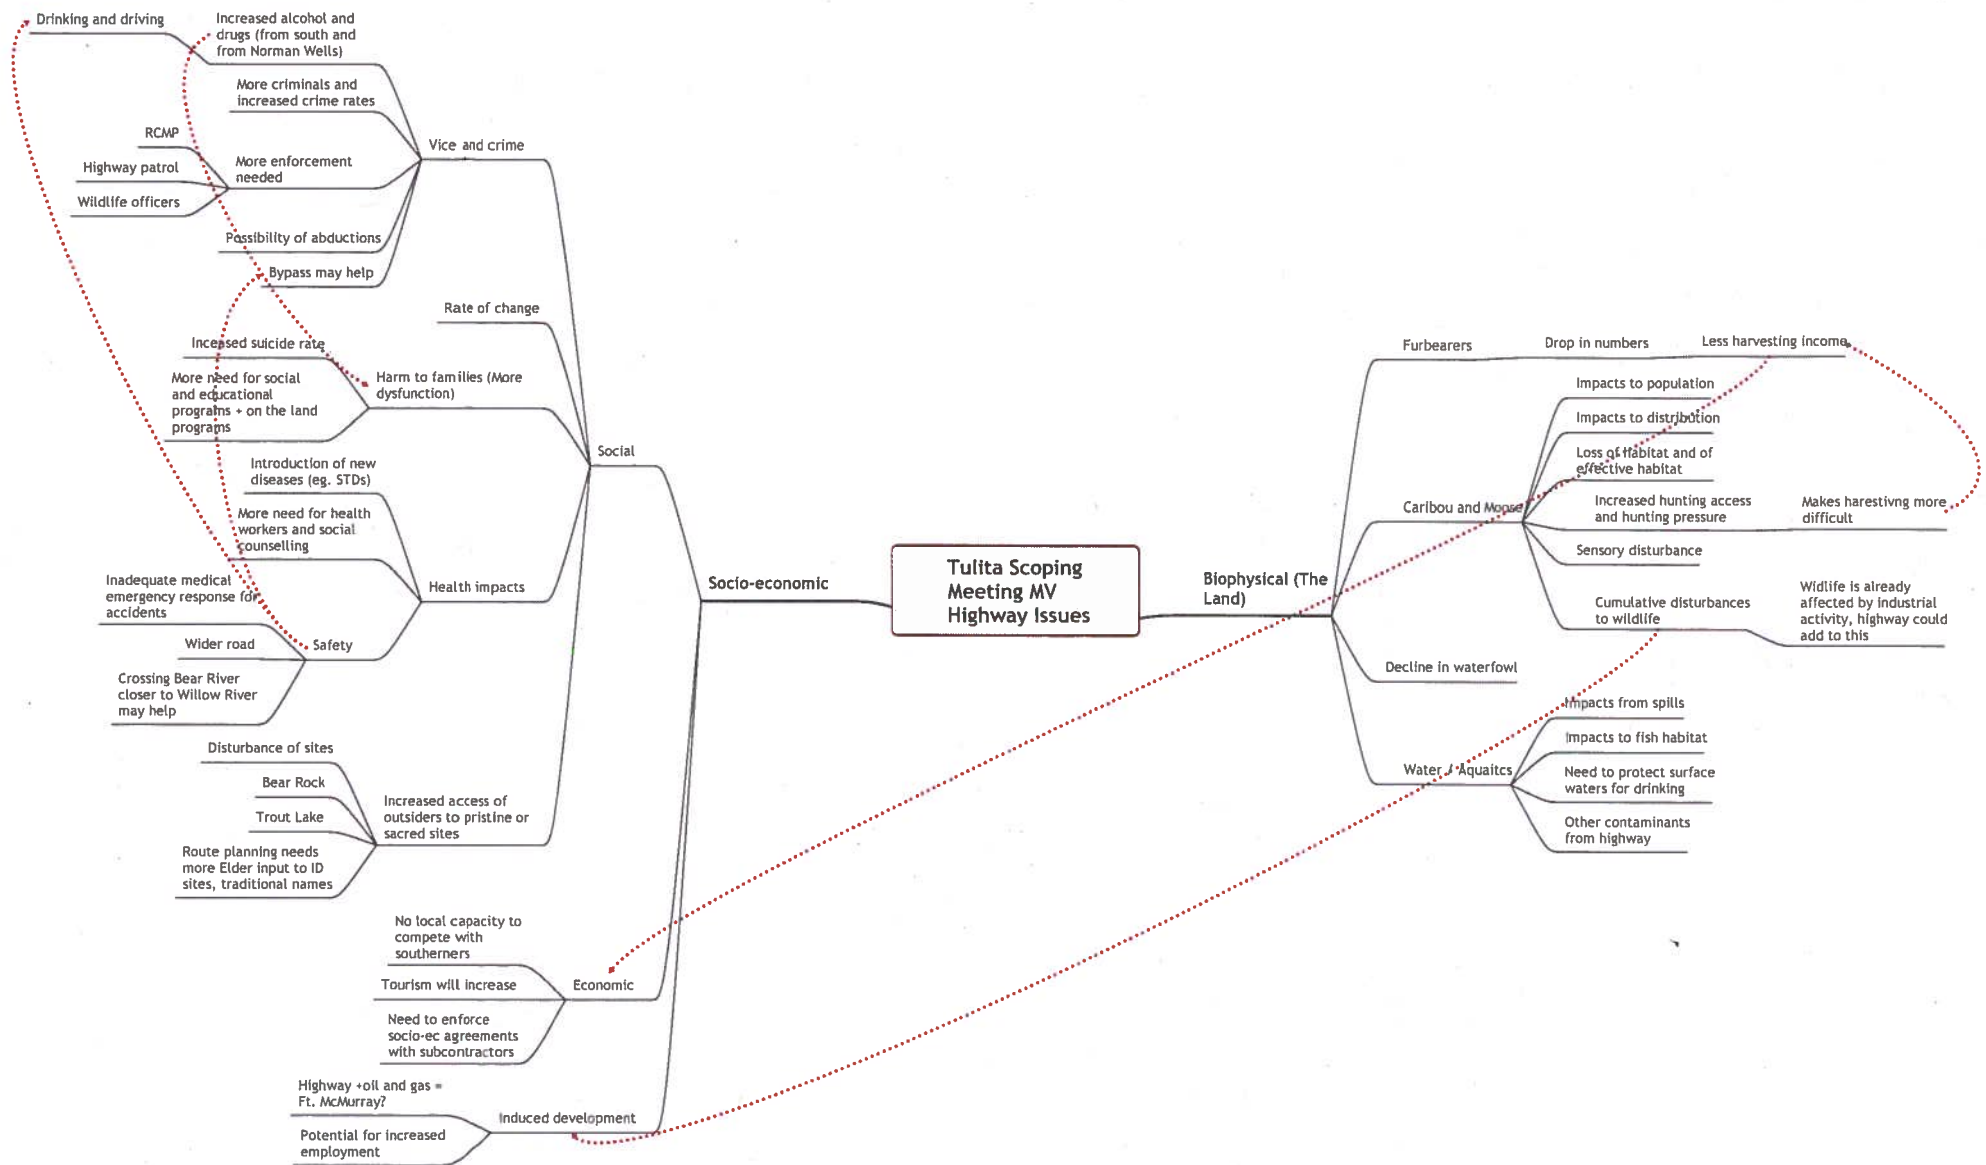 Drinking and driving
Increased alcohol and
drugs (from south and
from Norman Wells)
More criminals and
increased crime rates
RCMP
Highway patrol
Wildlife officers
More enforcement
needed
Possibility of abductions
Bypass may help
Vice and crime
Rate of change
Inceased suicide rate
More need for social
and educational
programs + on the land
programs
Harm to families (More
dysfunction)
Social
Introduction of new
diseases (eg. STDs)
More need for health
workers and social
counselling
Health impacts
Inadequate medical
emergency response for
accidents
Wider road
Safety
Crossing Bear River
closer to Willow River
may help
Disturbance of sites
Bear Rock
Trout Lake
Route planning needs
more Elder input to ID
sites, traditional names
Increased access of
outsiders to pristine or
sacred sites
Socio-economic
No local capacity to
compete with
southerners
Tourism will increase
Need to enforce
socio-ec agreements
with subcontractors
Economic
Highway +oil and gas =
Ft. McMurray?
Potential for increased
employment
Induced development
Tulita Scoping
Meeting MV
Highway Issues
Biophysical (The
Land)
Furbearers
Drop in numbers
Less harvesting income
Caribou and Moose
Impacts to population
Impacts to distribution
Loss of habitat and of
effective habitat
Increased hunting access
and hunting pressure
Makes harestivng more
difficult
Sensory disturbance
Cumulative disturbances
to wildlife
Widlife is already
affected by industrial
activity, highway could
add to this
Decline in waterfowl
Water / Aquaitcs
Impacts from spills
Impacts to fish habitat
Need to protect surface
waters for drinking
Other contaminants
from highway